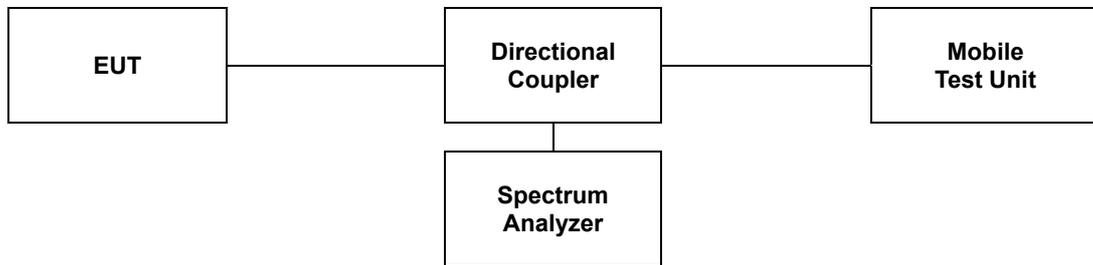 EUT
Directional
Coupler
Mobile
Test Unit
Spectrum
Analyzer